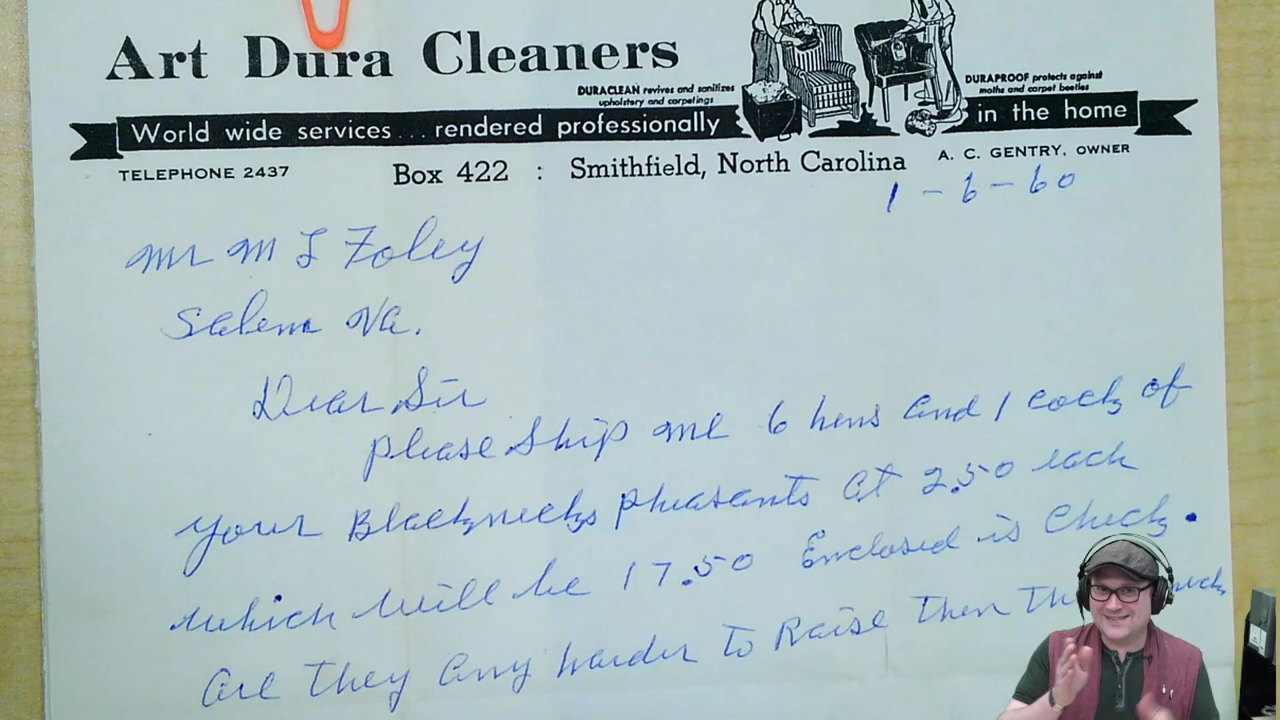 Art Dura Cleaners
DURACLEAN revives and sanitizes
upholstery and carpetings
DURAPROOF protects against
moths and carpet beetles
World wide services... rendered professionally
in the home
TELEPHONE 2437
Box 422 : Smithfield, North Carolina
A. C. GENTRY, OWNER
1-6-60
Mr M L Foley
Salem Va.
Dear Sir
Please Ship me 6 hens and 1 cock of
your Blacknecks pheasants at 2.50 each
which will be 17.50 Enclosed is Check.
are they any harder to Raise then